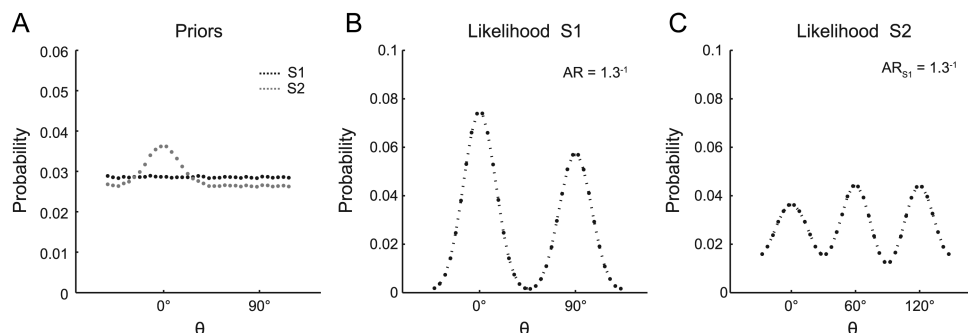 A
Priors
0.06
0.05
0.04
0.03
0.02
0.01
0
Probability
S1
S2
0°
90°
θ
B
Likelihood S1
0.1
0.08
0.06
0.04
0.02
0
Probability
AR = 1.3⁻¹
0°
90°
θ
C
Likelihood S2
0.1
0.08
0.06
0.04
0.02
0
Probability
ARS1 = 1.3⁻¹
0°
60°
120°
θ